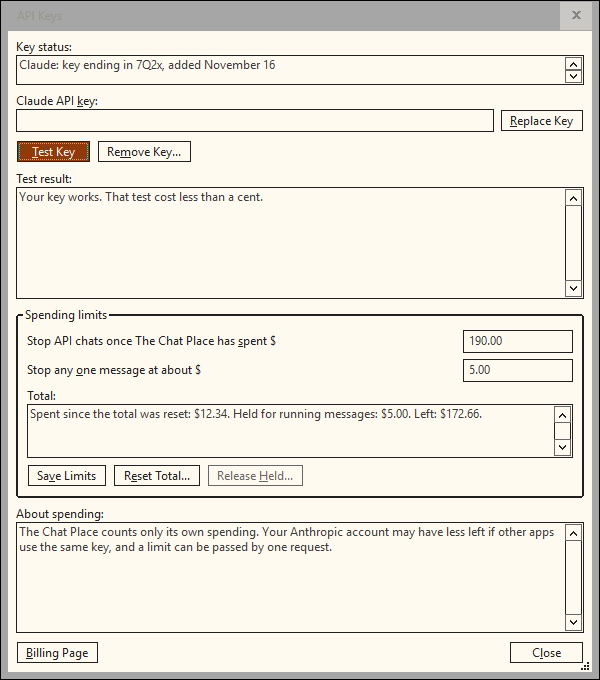 API Keys
Key status:
Claude: key ending in 7Q2x, added November 16
Claude API key:
Replace Key
Test Key
Remove Key...
Test result:
Your key works. That test cost less than a cent.
Spending limits
Stop API chats once The Chat Place has spent $
190.00
Stop any one message at about $
5.00
Total:
Spent since the total was reset: $12.34. Held for running messages: $5.00. Left: $172.66.
Save Limits
Reset Total...
Release Held...
About spending:
The Chat Place counts only its own spending. Your Anthropic account may have less left if other apps
use the same key, and a limit can be passed by one request.
Billing Page
Close